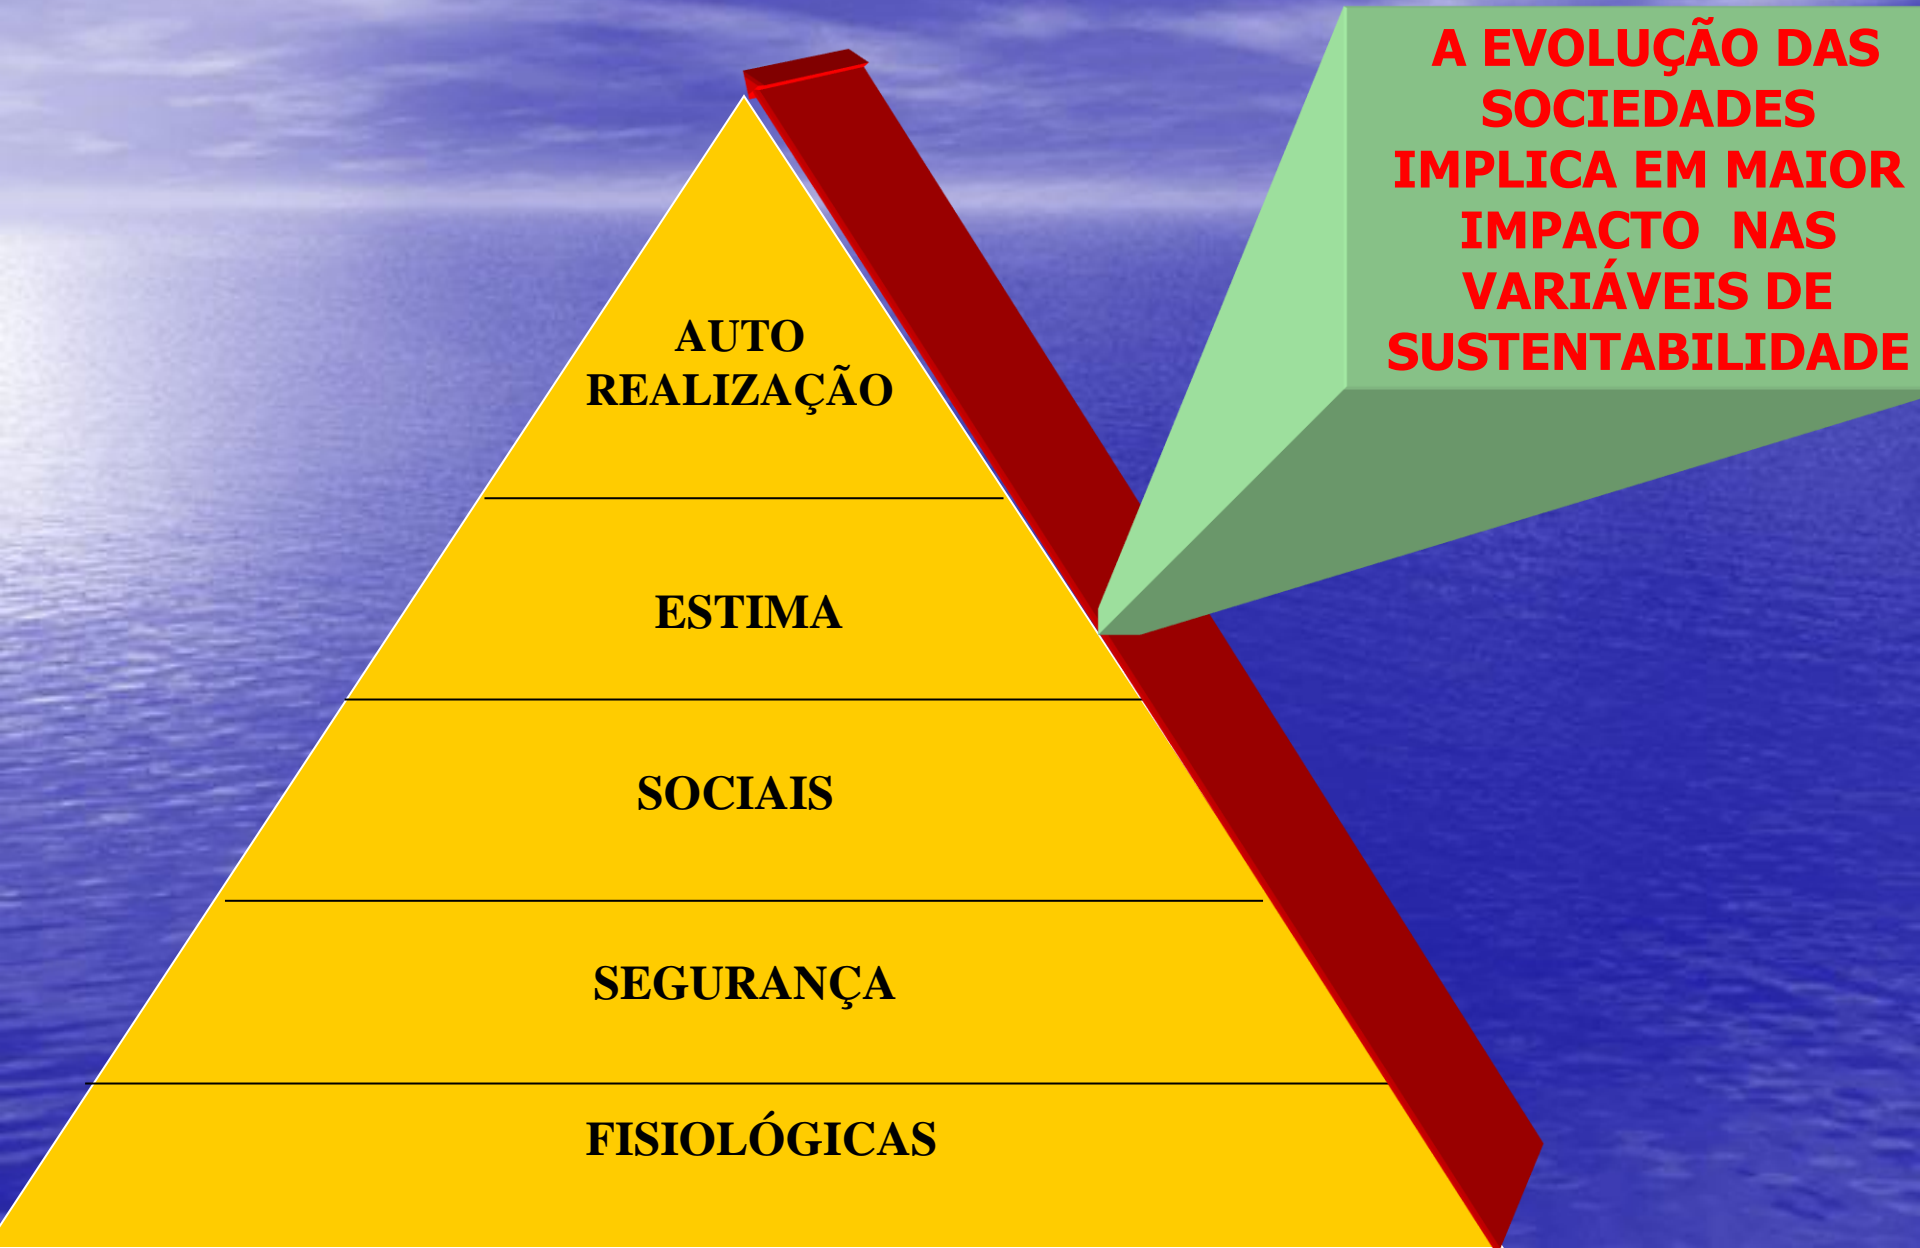 A EVOLUÇÃO DAS
SOCIEDADES
IMPLICA EM MAIOR
IMPACTO NAS
VARIÁVEIS DE
SUSTENTABILIDADE
AUTO
REALIZAÇÃO
ESTIMA
SOCIAIS
SEGURANÇA
FISIOLÓGICAS